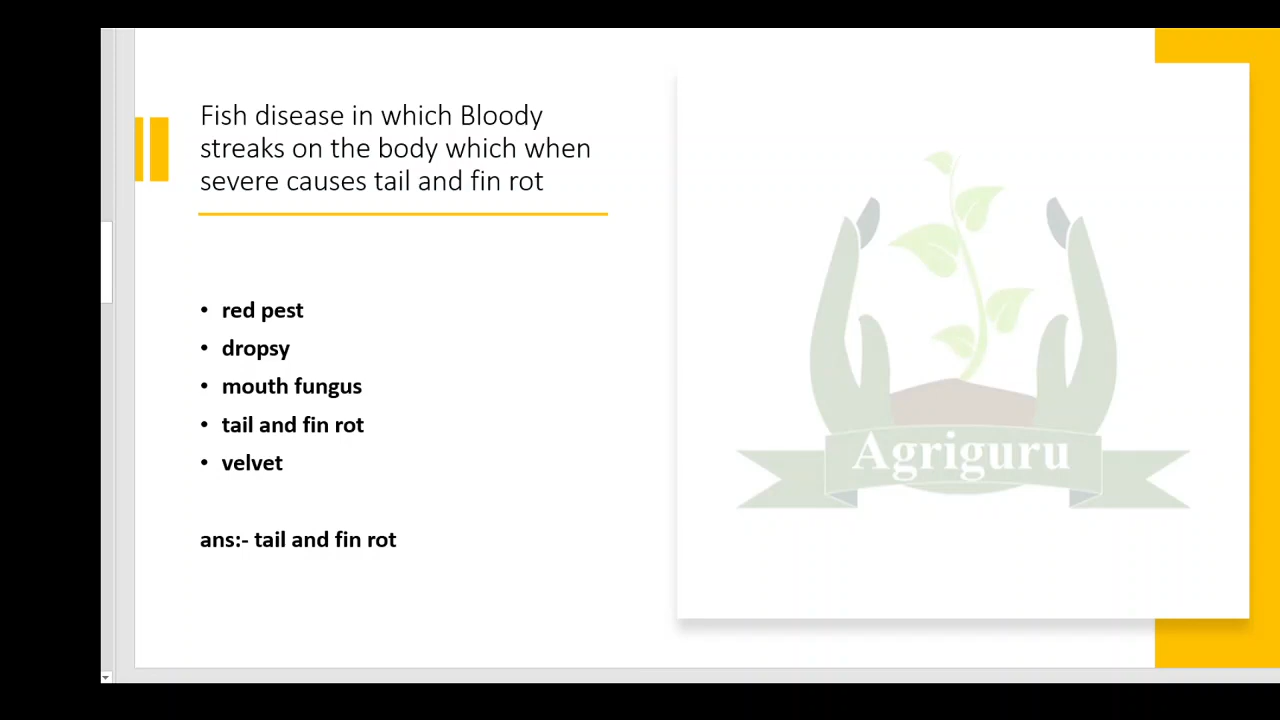 Fish disease in which Bloody
streaks on the body which when
severe causes tail and fin rot
• red pest
• dropsy
• mouth fungus
• tail and fin rot
• velvet
ans:- tail and fin rot
Agriguru